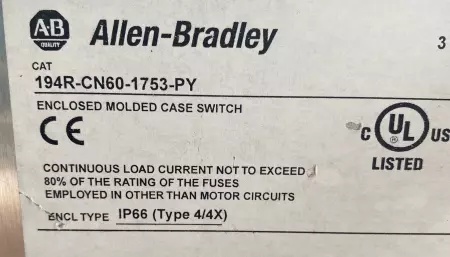 AB
QUALITY
Allen-Bradley
3
CAT
194R-CN60-1753-PY
ENCLOSED MOLDED CASE SWITCH
CE
C UL US
LISTED
CONTINUOUS LOAD CURRENT NOT TO EXCEED
80% OF THE RATING OF THE FUSES
EMPLOYED IN OTHER THAN MOTOR CIRCUITS
ENCL TYPE IP66 (Type 4/4X)